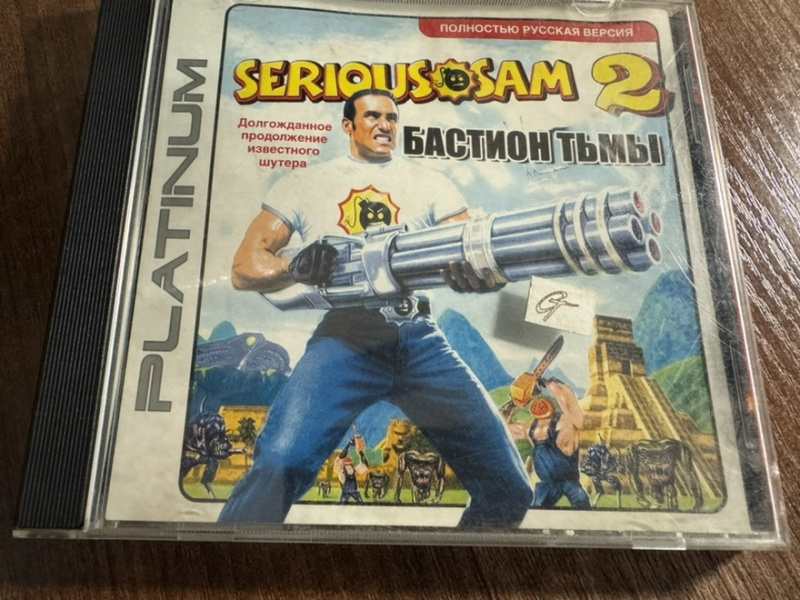 ПОЛНОСТЬЮ РУССКАЯ ВЕРСИЯ
SERIOUS SAM 2
БАСТИОН ТЬМЫ
Долгожданное
продолжение
известного
шутера
PLATINUM